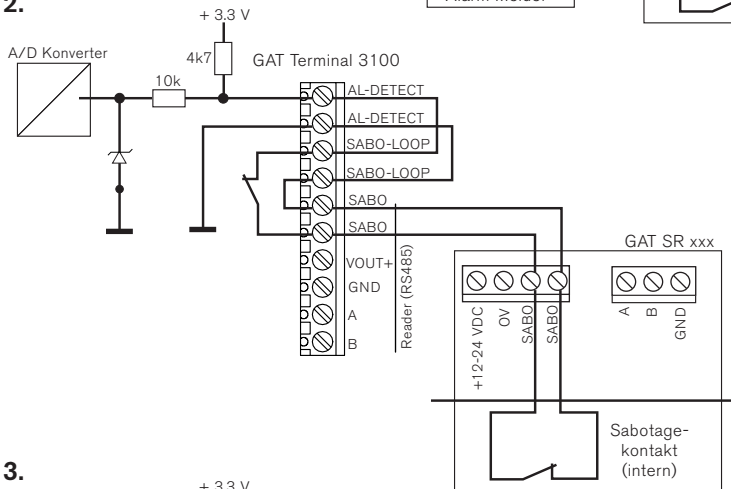 2.
Alarm-Melder
+ 3.3 V
A/D Konverter
4k7
GAT Terminal 3100
10k
AL-DETECT
AL-DETECT
SABO-LOOP
SABO-LOOP
SABO
SABO
VOUT+
GND
A
B
Reader (RS485)
GAT SR xxx
+12-24 VDC
0V
SABO
SABO
A
B
GND
Sabotage-
kontakt
(intern)
3.
+ 3.3 V